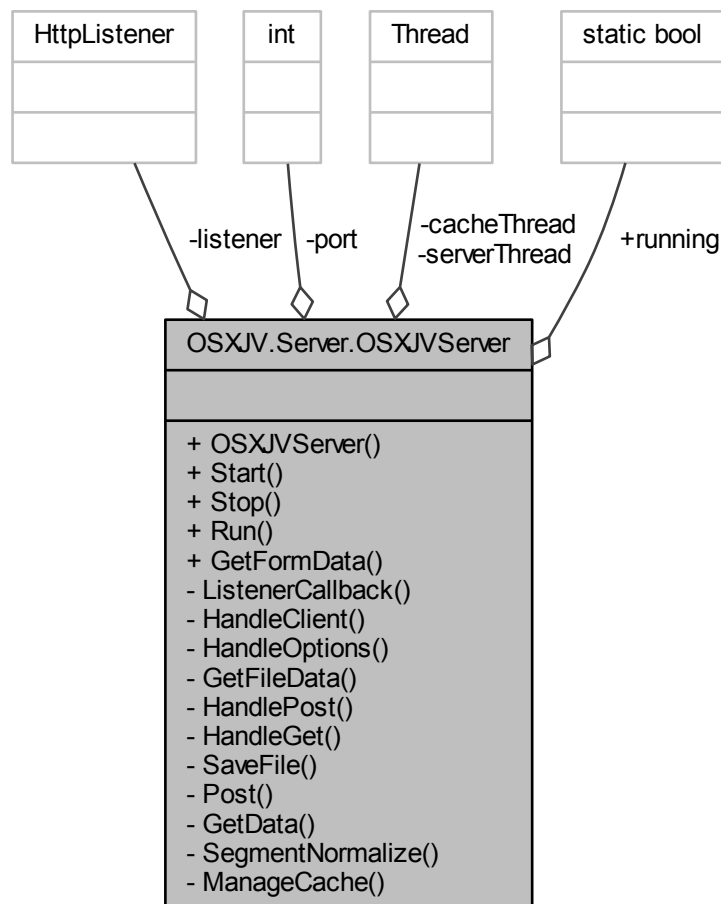 HttpListener
int
Thread
static bool
-listener
-port
-cacheThread
-serverThread
+running
OSXJV.Server.OSXJVServer
+ OSXJVServer()
+ Start()
+ Stop()
+ Run()
+ GetFormData()
- ListenerCallback()
- HandleClient()
- HandleOptions()
- GetFileData()
- HandlePost()
- HandleGet()
- SaveFile()
- Post()
- GetData()
- SegmentNormalize()
- ManageCache()